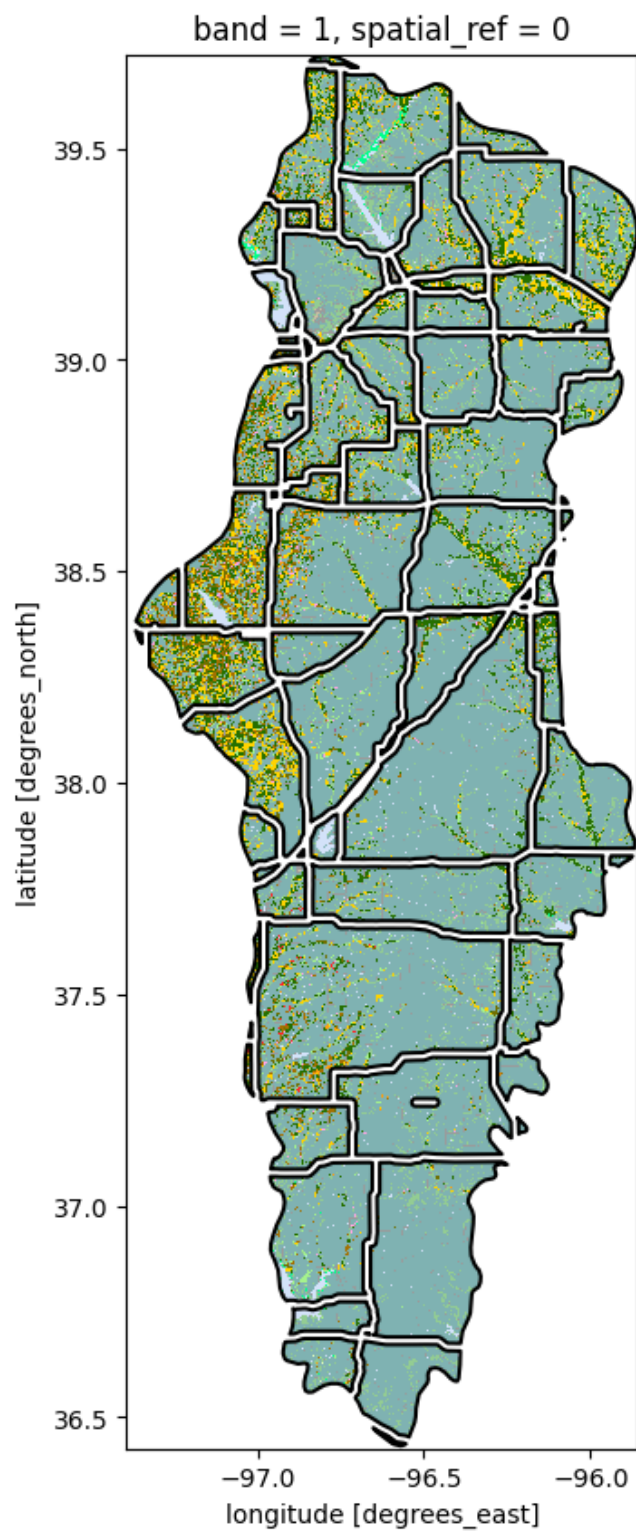 band = 1, spatial_ref = 0
39.5
39.0
38.5
38.0
37.5
37.0
36.5
latitude [degrees_north]
−97.0 −96.5 −96.0
longitude [degrees_east]